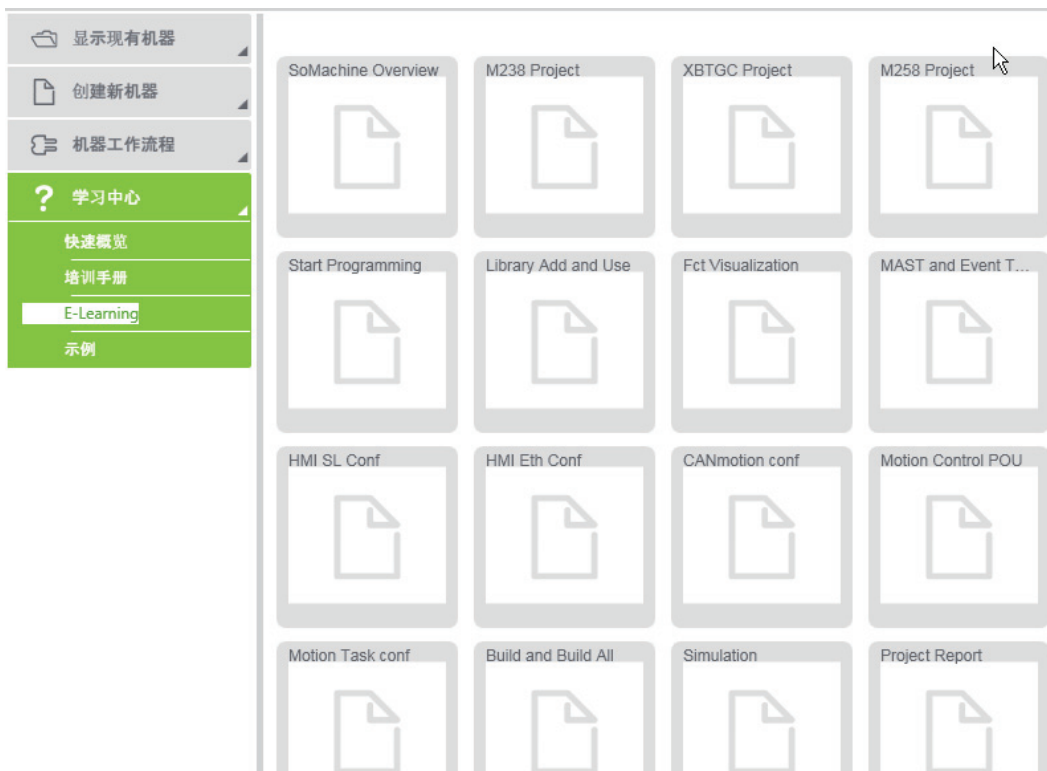 显示现有机器
创建新机器
机器工作流程
? 学习中心
快速概览
培训手册
E-Learning
示例
SoMachine Overview
M238 Project
XBTGC Project
M258 Project
Start Programming
Library Add and Use
Fct Visualization
MAST and Event T...
HMI SL Conf
HMI Eth Conf
CANmotion conf
Motion Control POU
Motion Task conf
Build and Build All
Simulation
Project Report